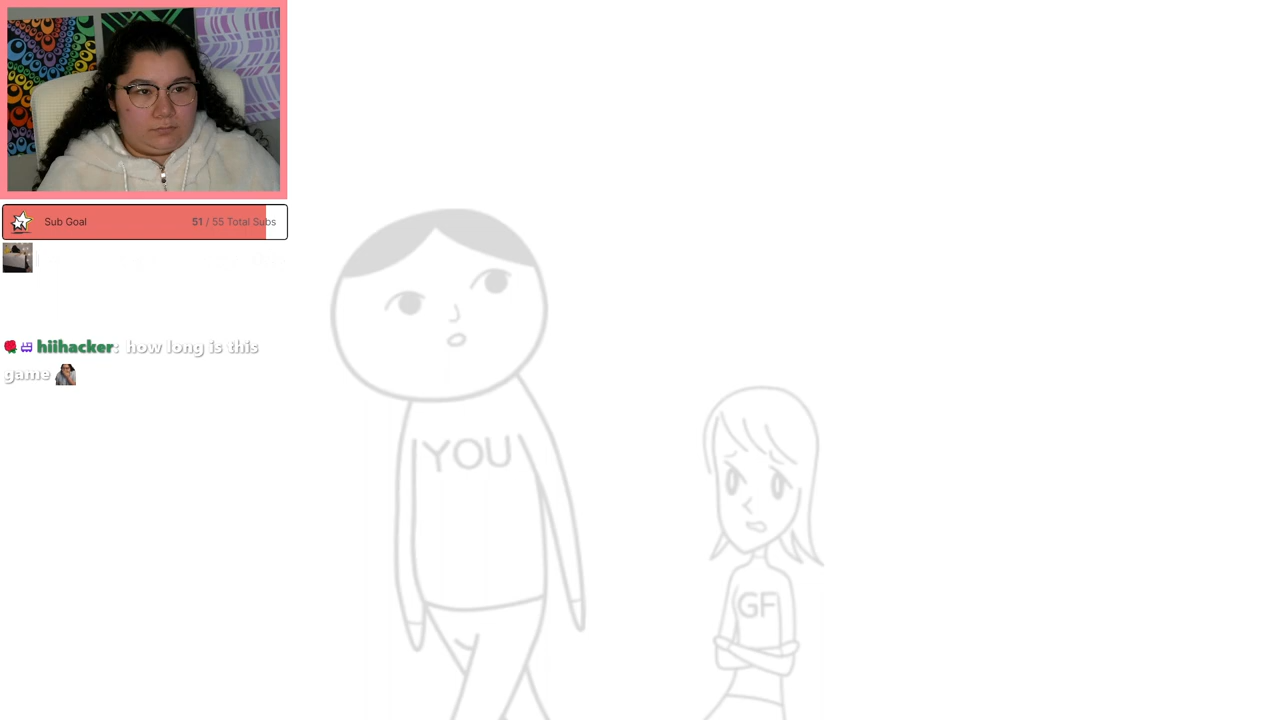 Sub Goal 51 / 55 Total Subs
hiihacker: how long is this
game
YOU
GF